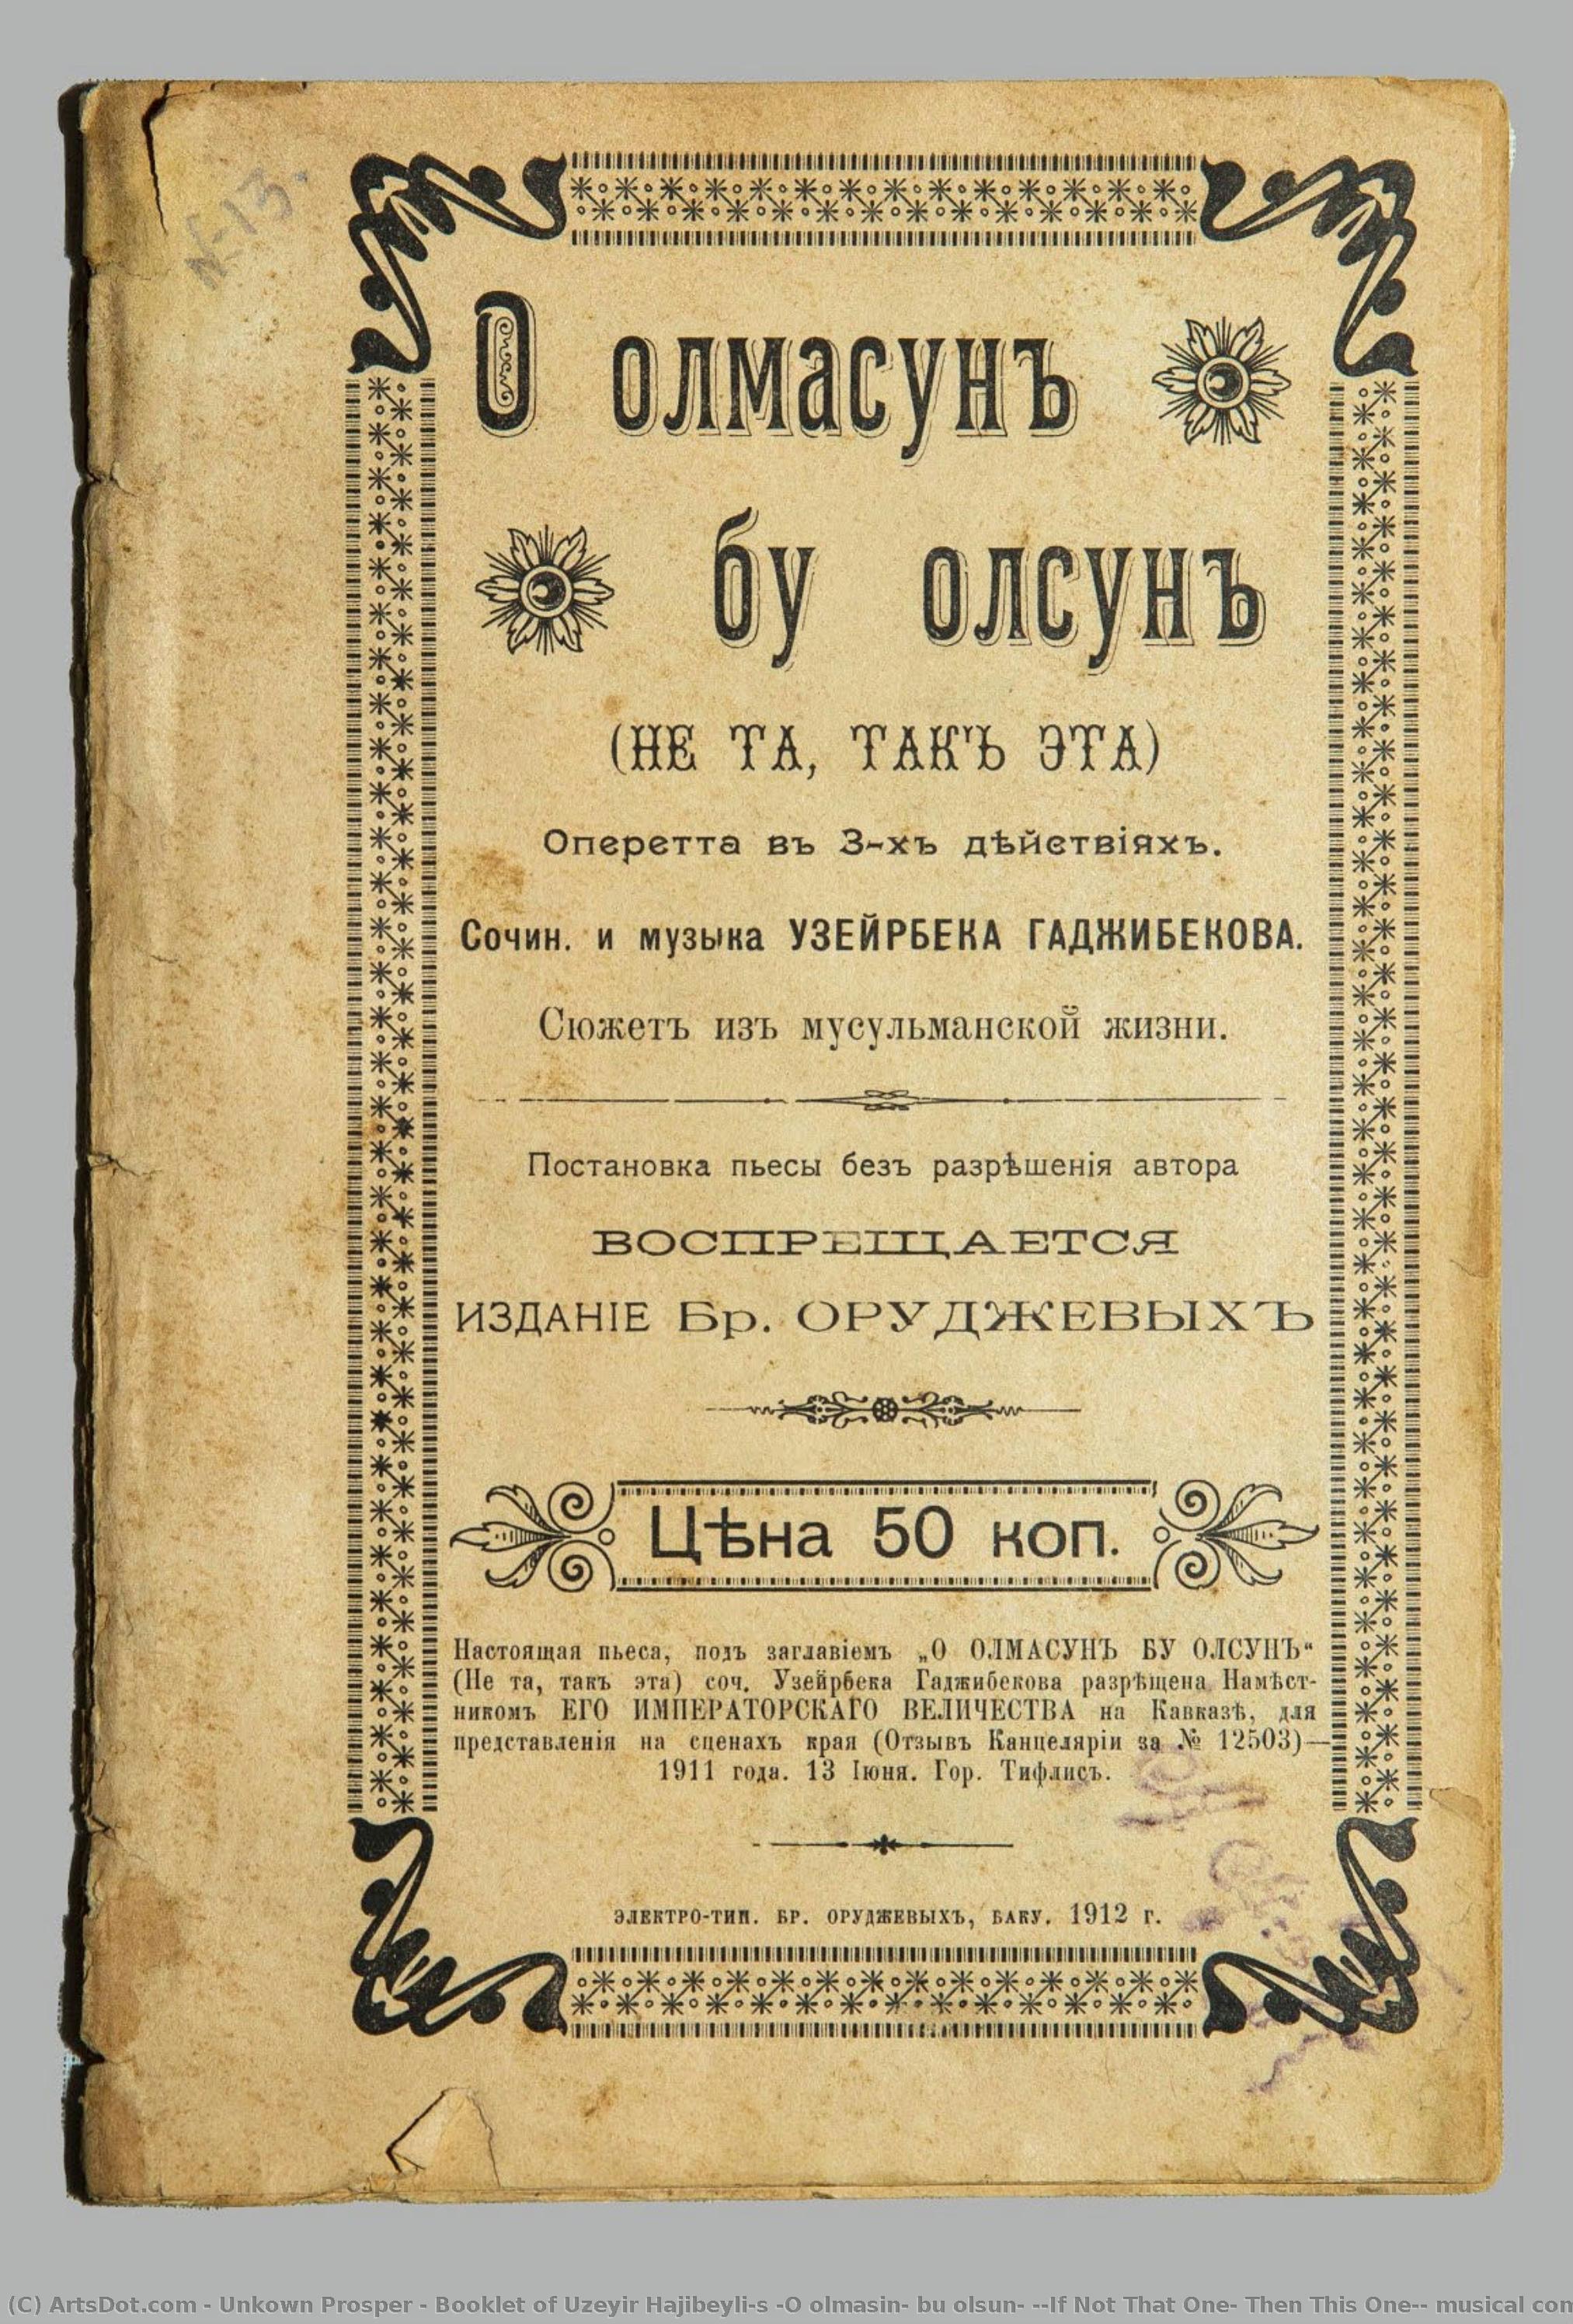 N-13.
О олмасунъ
бу олсунъ
(НЕ ТА, ТАКЪ ЭТА)
Оперетта въ 3-хъ дѣйствіяхъ.
Сочин. и музыка УЗЕЙРБЕКА ГАДЖИБЕКОВА.
Сюжетъ изъ мусульманской жизни.
Постановка пьесы безъ разрѣшенія автора
ВОСПРЕЩАЕТСЯ
ИЗДАНІЕ Бр. ОРУДЖЕВЫХЪ
Цѣна 50 коп.
Настоящая пьеса, подъ заглавіемъ „О ОЛМАСУНЪ БУ ОЛСУНЪ“
(Не та, такъ эта) соч. Узейрбека Гаджибекова разрѣщена Намѣст-
никомъ ЕГО ИМПЕРАТОРСКАГО ВЕЛИЧЕСТВА на Кавказѣ, для
представленія на сценахъ края (Отзывъ Канцеляріи за № 12503)—
1911 года. 13 Іюня. Гор. Тифлисъ.
ЭЛЕКТРО-ТИП. БР. ОРУДЖЕВЫХЪ, БАКУ. 1912 г.
(C) ArtsDot.com - Unkown Prosper - Booklet of Uzeyir Hajibeyli-s -O olmasin- bu olsun- --If Not That One- Then This One-- musical com